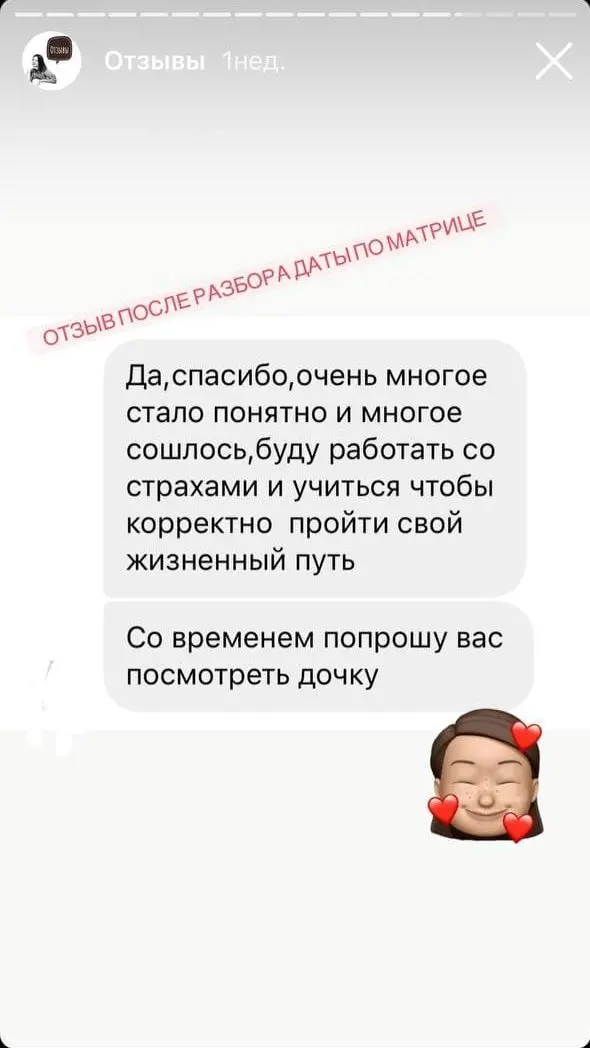 Отзывы
Отзывы 1нед.
ОТЗЫВ ПОСЛЕ РАЗБОРА ДАТЫ ПО МАТРИЦЕ
Да,спасибо,очень многое
стало понятно и многое
сошлось,буду работать со
страхами и учиться чтобы
корректно  пройти свой
жизненный путь
Со временем попрошу вас
посмотреть дочку